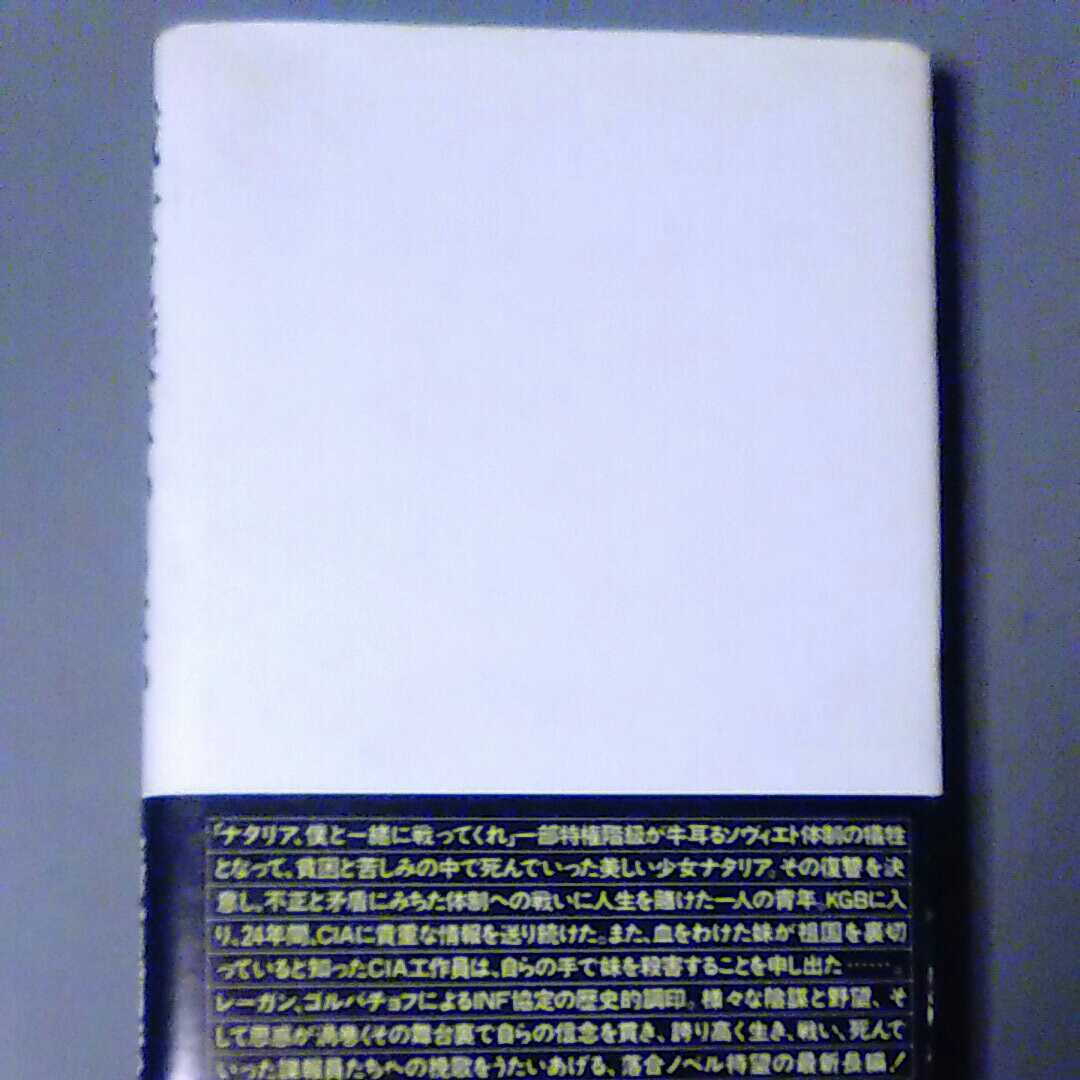 「ナタリア、僕と一緒に戦ってくれ」一部特権階級が牛耳るソヴィエト体制の犠牲
となって、貧困と苦しみの中で死んでいった美しい少女ナタリア。その復讐を決
意し、不正と矛盾にみちた体制への戦いに人生を賭けた一人の青年。KGBに入
り、24年間、CIAに貴重な情報を送り続けた。また、血をわけた妹が祖国を裏切
っていると知ったCIA工作員は、自らの手で妹を殺害することを申し出た……。
レーガン、ゴルバチョフによるINF協定の歴史的調印。様々な陰謀と野望、そ
して思惑が渦巻くその舞台裏で自らの信念を貫き、誇り高く生き、戦い、死んで
いった諜報員たちへの挽歌をうたいあげる、落合ノベル待望の最新長編！